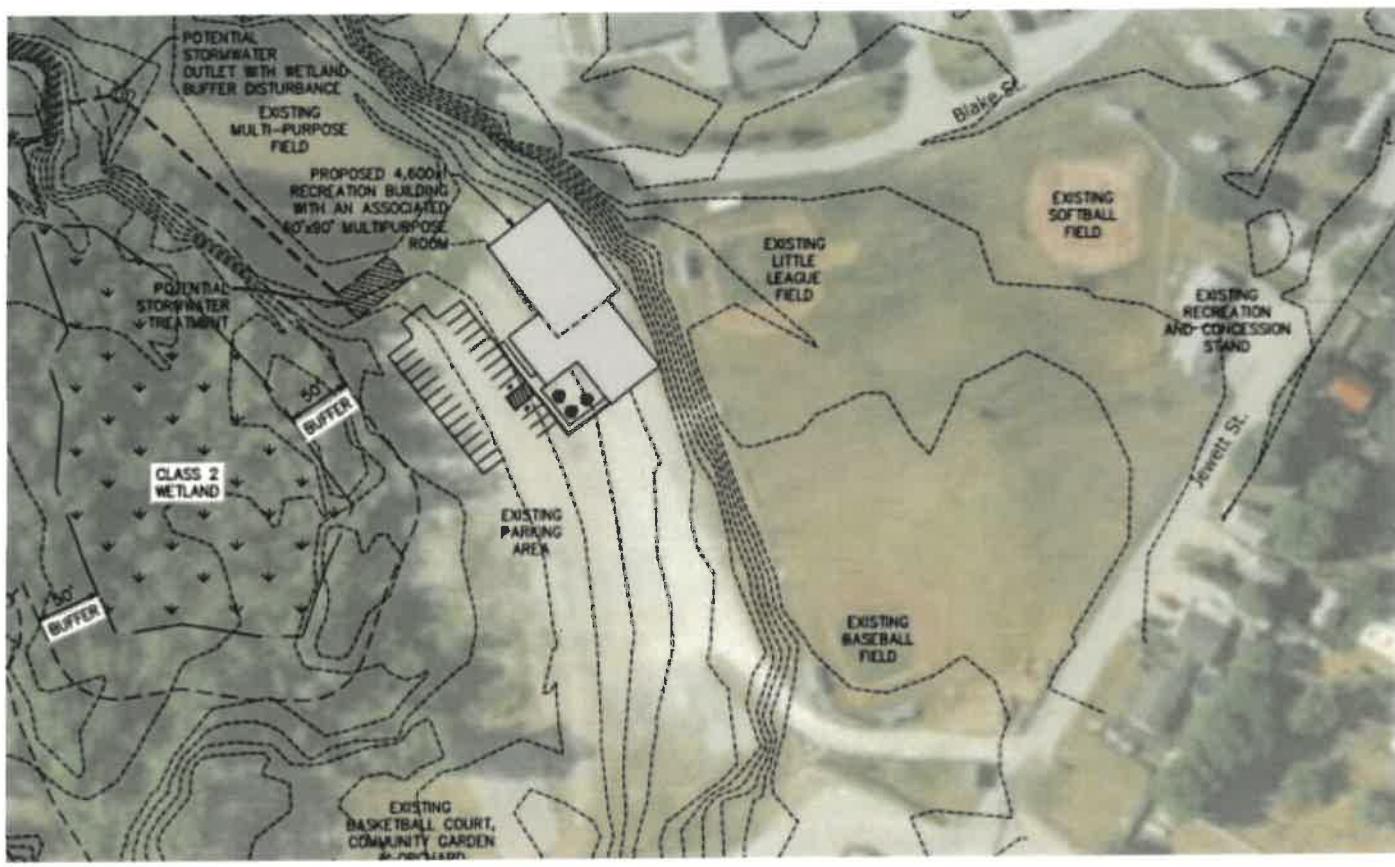 POTENTIAL
STORMWATER
OUTLET WITH WETLAND
BUFFER DISTURBANCE
EXISTING
MULTI-PURPOSE
FIELD
PROPOSED 4,600sf
RECREATION BUILDING
WITH AN ASSOCIATED
60'x90' MULTIPURPOSE
ROOM
Blake St.
EXISTING
SOFTBALL
FIELD
EXISTING
LITTLE
LEAGUE
FIELD
POTENTIAL
STORMWATER
TREATMENT
EXISTING
RECREATION
AND CONCESSION
STAND
50'
BUFFER
CLASS 2
WETLAND
Jewett St.
EXISTING
PARKING
AREA
50'
BUFFER
EXISTING
BASEBALL
FIELD
EXISTING
BASKETBALL COURT,
COMMUNITY GARDEN
& ORCHARD